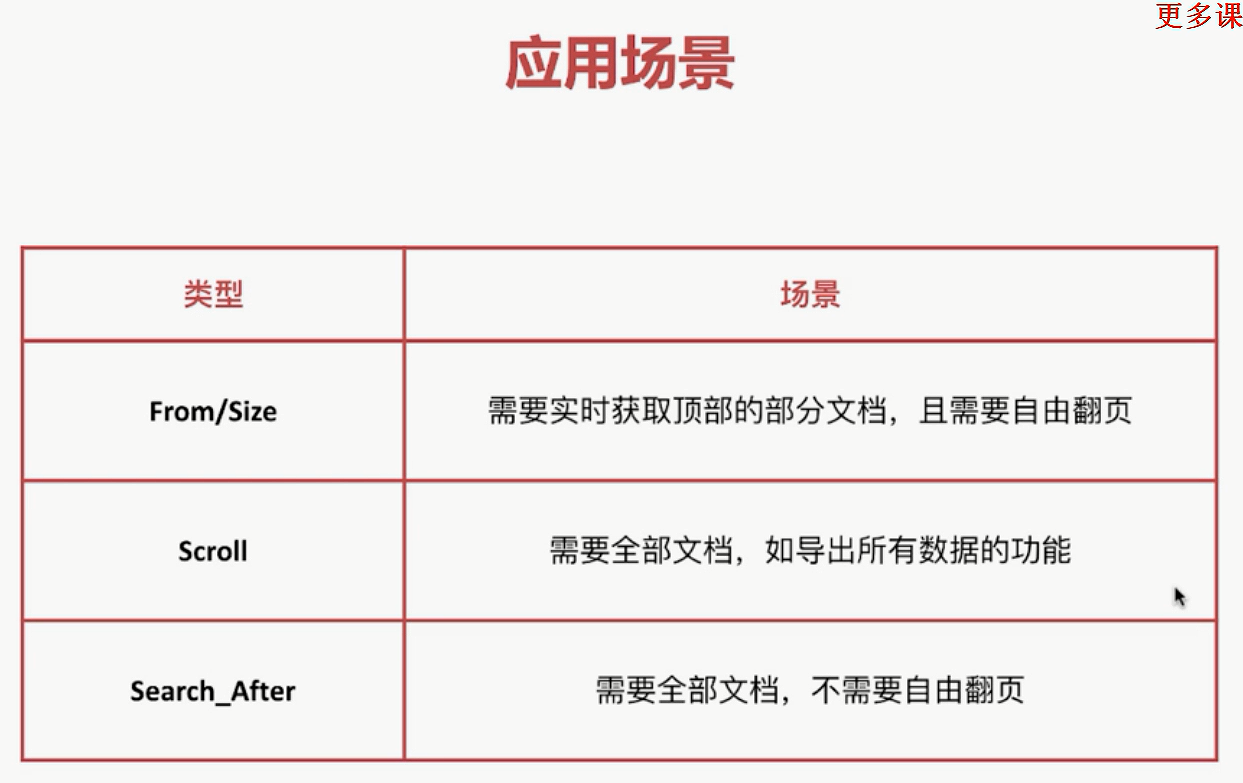 更多课
应用场景
类型 场景
From/Size 需要实时获取顶部的部分文档，且需要自由翻页
Scroll 需要全部文档，如导出所有数据的功能
Search_After 需要全部文档，不需要自由翻页